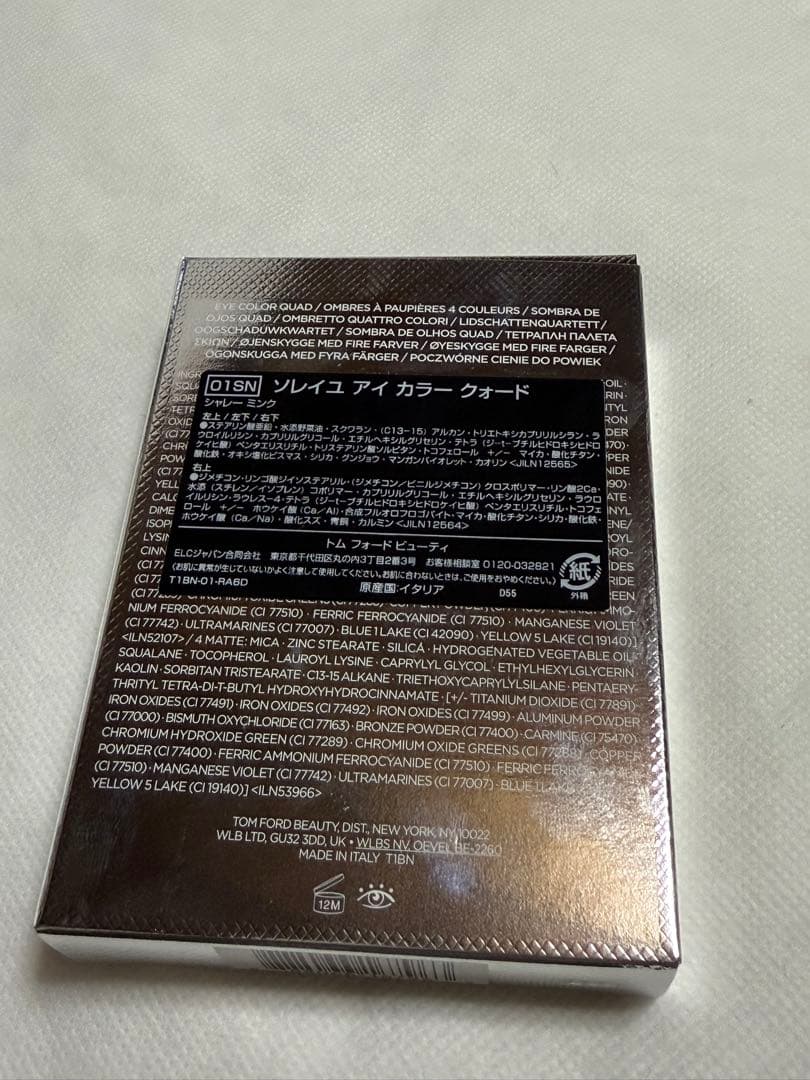 EYE COLOR QUAD / OMBRES À PAUPIÈRES 4 COULEURS / SOMBRA DE
OJOS QUAD / OMBRETTO QUATTRO COLORI / LIDSCHATTENQUARTETT /
OOGSCHADUWKWARTET / SOMBRA DE OLHOS QUAD / ΤΕΤΡΑΠΛΗ ΠΑΛΕΤΑ
ΣΚΙΩΝ / ØJENSKYGGE MED FIRE FARVER / ØYESKYGGE MED FIRE FARGER /
ÖGONSKUGGA MED FYRA FÄRGER / POCZWÓRNE CIENIE DO POWIEK
01SN ソレイユ アイ カラー クォード
シャレー ミンク
左上 / 左下 / 右下
●ステアリン酸亜鉛・水添野菜油・スクワラン・(C13-15) アルカン・トリエトキシカプリリルシラン・ラ
ウロイルリシン・カプリリルグリコール・エチルヘキシルグリセリン・テトラ (ジ-t-ブチルヒドロキシヒドロ
ケイヒ酸) ペンタエリスリチル・トリステアリン酸ソルビタン・トコフェロール +/− マイカ・酸化チタン・
酸化鉄・オキシ塩化ビスマス・シリカ・グンジョウ・マンガンバイオレット・カオリン<JILN12565>
右上
●ジメチコン・リンゴ酸ジイソステアリル・(ジメチコン/ビニルジメチコン) クロスポリマー・リン酸2Ca・
水添 (スチレン/イソプレン) コポリマー・カプリリルグリコール・エチルヘキシルグリセリン・ラウロ
イルリシン・ラウレス-4・テトラ (ジ-t-ブチルヒドロキシヒドロケイヒ酸) ペンタエリスリチル・トコフェ
ロール +/− ホウケイ酸 (Ca/Al)・合成フルオロフロゴパイト・マイカ・酸化チタン・シリカ・酸化鉄・
ホウケイ酸 (Ca/Na)・酸化スズ・青銅・カルミン<JILN12564>
トム フォード ビューティ
ELCジャパン合同会社 東京都千代田区丸の内3丁目2番3号 お客様相談室 0120-032821
(お肌に異常が生じていないかよく注意して使用してください。お肌に合わないときは、ご使用をおやめください。)
T1BN-01-RA6D 原産国:イタリア D55
紙
外箱
NIUM FERROCYANIDE (CI 77510) · FERRIC FERROCYANIDE (CI 77510) · MANGANESE VIOLET
(CI 77742) · ULTRAMARINES (CI 77007) · BLUE 1 LAKE (CI 42090) · YELLOW 5 LAKE (CI 19140)]
<ILN52107> / 4 MATTE: MICA · ZINC STEARATE · SILICA · HYDROGENATED VEGETABLE OIL ·
SQUALANE · TOCOPHEROL · LAUROYL LYSINE · CAPRYLYL GLYCOL · ETHYLHEXYLGLYCERIN
KAOLIN · SORBITAN TRISTEARATE · C13-15 ALKANE · TRIETHOXYCAPRYLYLSILANE · PENTAERY-
THRITYL TETRA-DI-T-BUTYL HYDROXYHYDROCINNAMATE · [+/- TITANIUM DIOXIDE (CI 77891)
IRON OXIDES (CI 77491) · IRON OXIDES (CI 77492) · IRON OXIDES (CI 77499) · ALUMINUM POWDER
(CI 77000) · BISMUTH OXYCHLORIDE (CI 77163) · BRONZE POWDER (CI 77400) · CARMINE (CI 75470)
CHROMIUM HYDROXIDE GREEN (CI 77289) · CHROMIUM OXIDE GREENS (CI 77288) · COPPER
POWDER (CI 77400) · FERRIC AMMONIUM FERROCYANIDE (CI 77510) · FERRIC
(CI 77510) · MANGANESE VIOLET (CI 77742) · ULTRAMARINES (CI 77007) · BLUE 1
YELLOW 5 LAKE (CI 19140)] <ILN53966>
TOM FORD BEAUTY, DIST., NEW YORK, NY 10022
WLB LTD, GU32 3DD, UK • WLBS NV. OEVEL BE-2260
MADE IN ITALY T1BN
12M